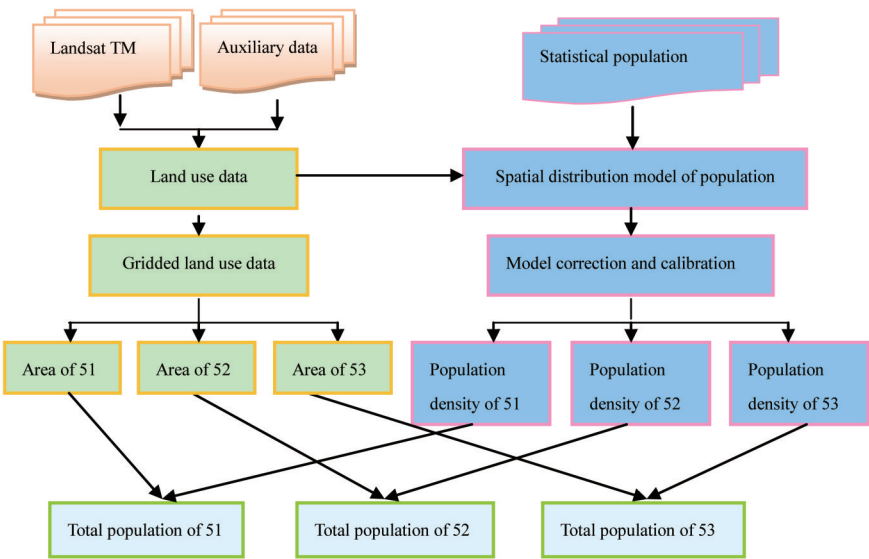 Landsat TM
Auxiliary data
Statistical population
Land use data
Spatial distribution model of population
Gridded land use data
Model correction and calibration
Area of 51
Area of 52
Area of 53
Population
density of 51
Population
density of 52
Population
density of 53
Total population of 51
Total population of 52
Total population of 53